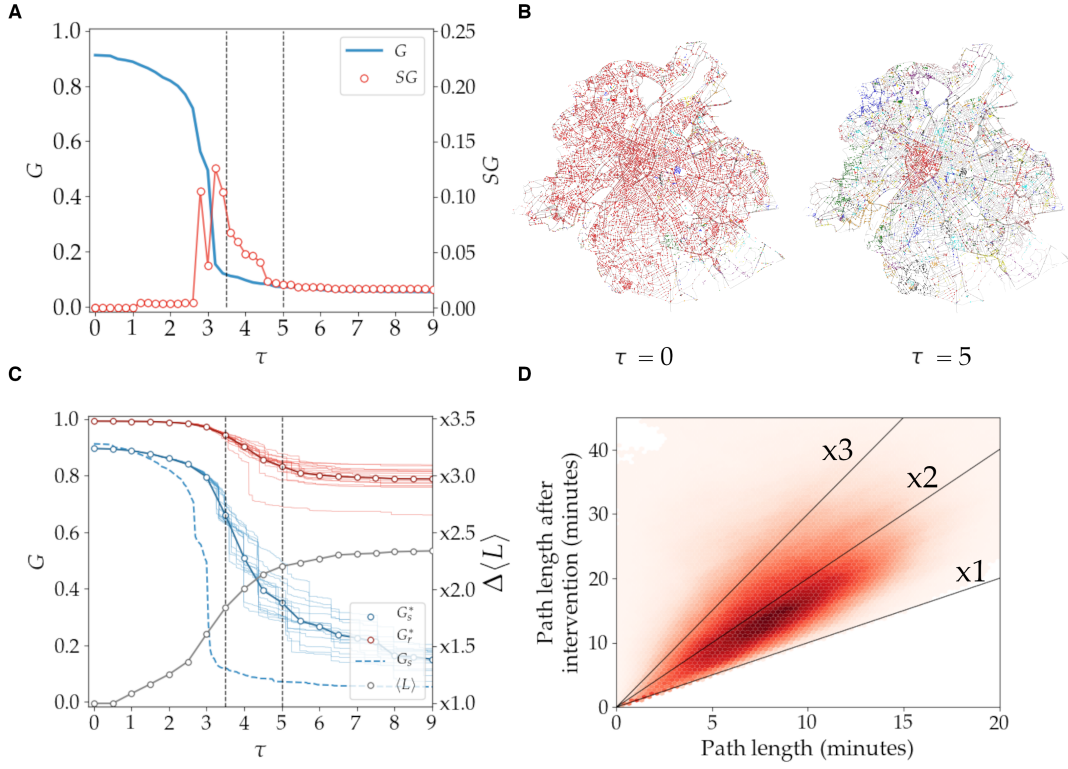 A
B
1.0
0.8
0.6
0.4
0.2
0.0
G
0.25
0.20
0.15
0.10
0.05
0.00
SG
G
SG
0 1 2 3 4 5 6 7 8 9
τ
τ = 0
τ = 5
C
D
1.0
0.8
0.6
0.4
0.2
0.0
G
x3.5
x3.0
x2.5
x2.0
x1.5
x1.0
Δ⟨L⟩
G*s
G*r
Gs
⟨L⟩
0 1 2 3 4 5 6 7 8 9
τ
40
30
20
10
0
Path length after
intervention (minutes)
x3
x2
x1
0 5 10 15 20
Path length (minutes)